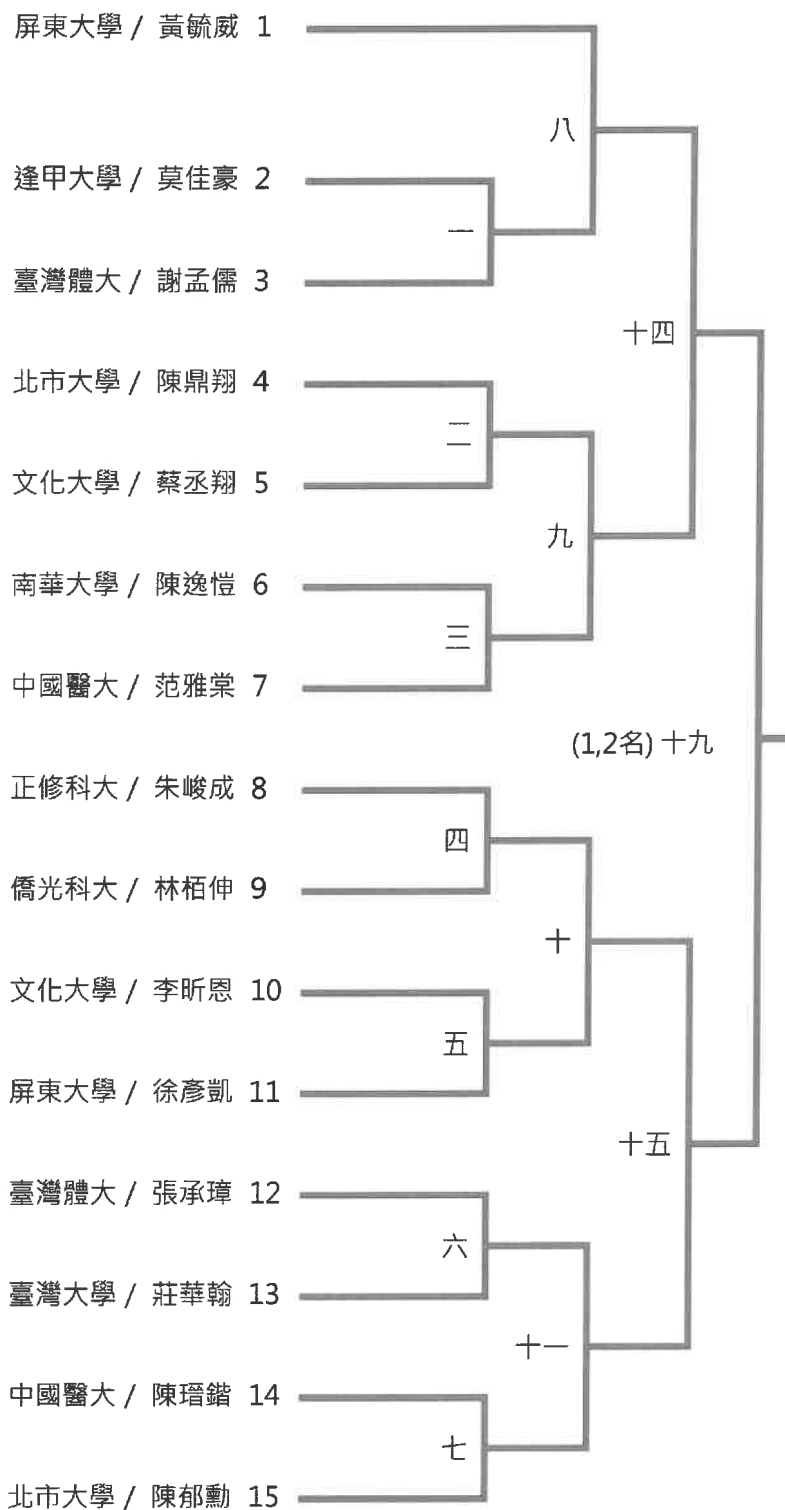 屏東大學 / 黃毓威 1
八
逢甲大學 / 莫佳豪 2
一
臺灣體大 / 謝孟儒 3
十四
北市大學 / 陳鼎翔 4
二
文化大學 / 蔡丞翔 5
九
南華大學 / 陳逸愷 6
三
中國醫大 / 范雅棠 7
(1,2名) 十九
正修科大 / 朱峻成 8
四
僑光科大 / 林栢伸 9
十
文化大學 / 李昕恩 10
五
屏東大學 / 徐彥凱 11
十五
臺灣體大 / 張承璋 12
六
臺灣大學 / 莊華翰 13
十一
中國醫大 / 陳瑨鍇 14
七
北市大學 / 陳郁勳 15